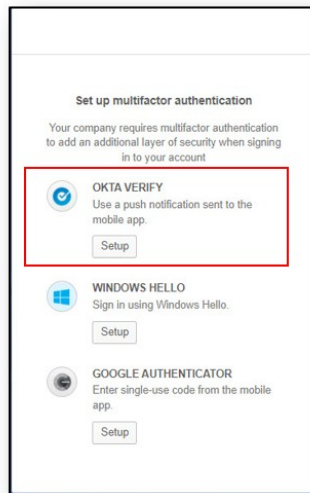 Set up multifactor authentication
Your company requires multifactor authentication
to add an additional layer of security when signing
in to your account
OKTA VERIFY
Use a push notification sent to the
mobile app.
Setup
WINDOWS HELLO
Sign in using Windows Hello.
Setup
GOOGLE AUTHENTICATOR
Enter single-use code from the mobile
app.
Setup